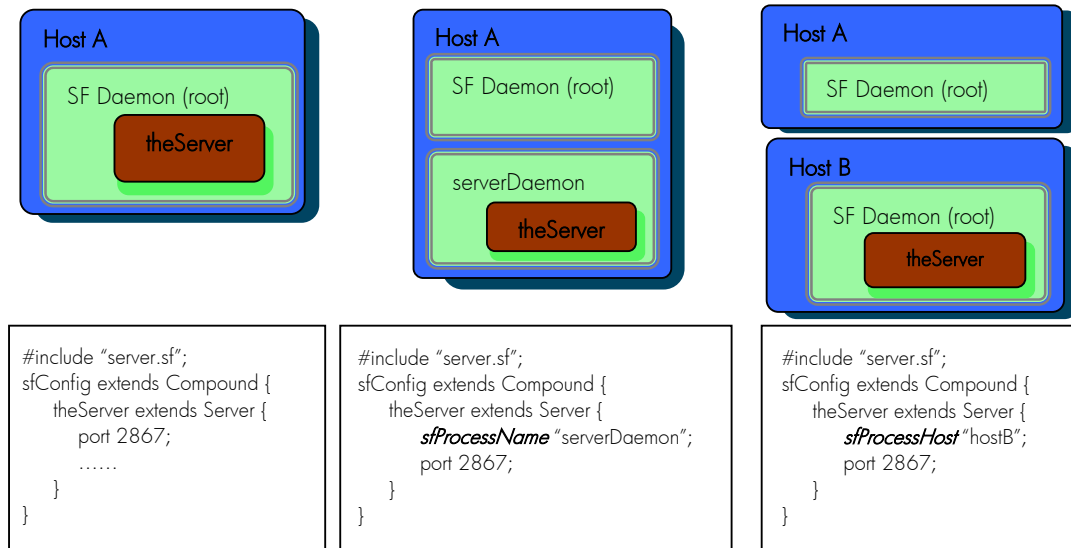 Host A
SF Daemon (root)
theServer
Host A
SF Daemon (root)
serverDaemon
theServer
Host A
SF Daemon (root)
Host B
SF Daemon (root)
theServer
#include “server.sf”;
sfConfig extends Compound {
theServer extends Server {
port 2867;
......
}
}
#include “server.sf”;
sfConfig extends Compound {
theServer extends Server {
sfProcessName “serverDaemon”;
port 2867;
}
}
#include “server.sf”;
sfConfig extends Compound {
theServer extends Server {
sfProcessHost “hostB”;
port 2867;
}
}